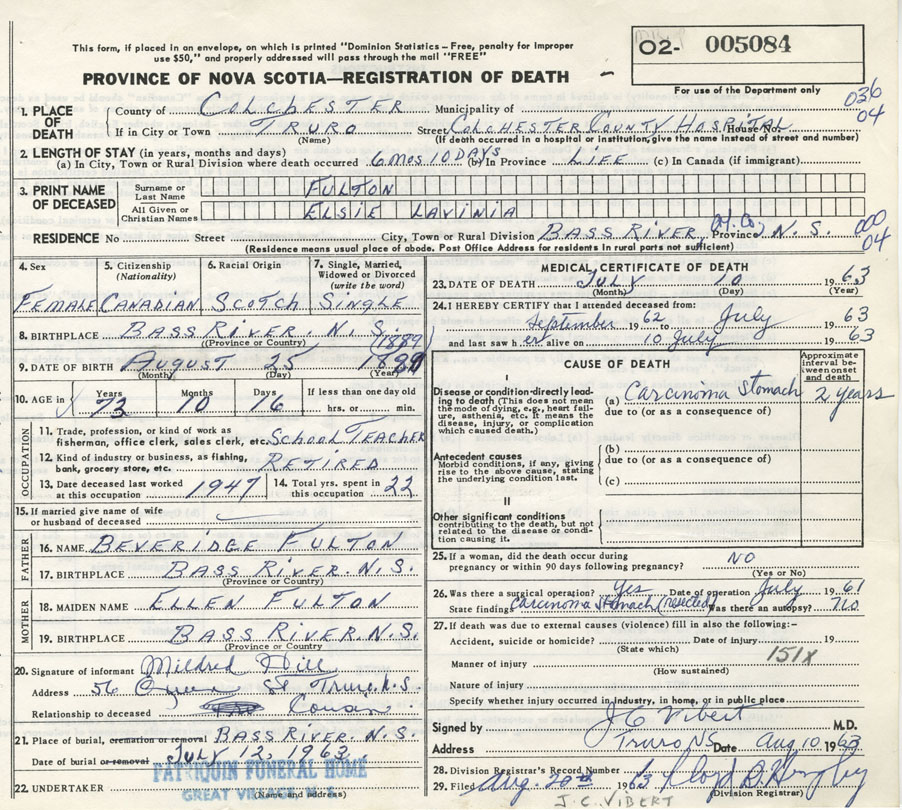 This form, if placed in an envelope, on which is printed "Dominion Statistics – Free, penalty for improper
use $50," and properly addressed will pass through the mail "FREE"
PROVINCE OF NOVA SCOTIA—REGISTRATION OF DEATH
O2- 005084
For use of the Department only
036
04
1. PLACE OF DEATH
County of COLCHESTER Municipality of
If in City or Town TRURO Street COLCHESTER COUNTY HOSPITAL House No.
(Name) (If death occurred in a hospital or institution, give name instead of street and number)
2. LENGTH OF STAY (in years, months and days)
(a) In City, Town or Rural Division where death occurred 6 mos 10 DAYS (b) In Province LIFE (c) In Canada (if immigrant)
3. PRINT NAME OF DECEASED
Surname or Last Name FULTON
All Given or Christian Names ELSIE LAVINIA
RESIDENCE No Street City, Town or Rural Division BASS RIVER, (Col. Co.) Province N.S.
000
04
(Residence means usual place of abode. Post Office Address for residents in rural parts not sufficient)
4. Sex 5. Citizenship (Nationality) 6. Racial Origin 7. Single, Married, Widowed or Divorced (write the word)
FEMALE CANADIAN SCOTCH SINGLE
8. BIRTHPLACE BASS RIVER. N.S.
(Province or Country) (1889)
9. DATE OF BIRTH AUGUST 25 1889
(Month) (Day) (Year)
10. AGE in Years Months Days If less than one day old
73 10 16 hrs. or min.
OCCUPATION
11. Trade, profession, or kind of work as
fisherman, office clerk, sales clerk, etc. SCHOOL TEACHER
12. Kind of industry or business, as fishing,
bank, grocery store, etc. RETIRED
13. Date deceased last worked at this occupation 1947 14. Total yrs. spent in this occupation 22
15. If married give name of wife
or husband of deceased
FATHER
16. NAME BEVERIDGE FULTON
17. BIRTHPLACE BASS RIVER. N.S.
(Province or Country)
MOTHER
18. MAIDEN NAME ELLEN FULTON
19. BIRTHPLACE BASS RIVER. N.S.
(Province or Country)
20. Signature of informant Mildred Hill
Address 56 Queen St Truro. N.S.
Relationship to deceased Cousin
21. Place of burial, cremation or removal BASS RIVER. N.S.
Date of burial or removal JULY 12, 1963
PATRIQUIN FUNERAL HOME
GREAT VILLAGE, N.S.
22. UNDERTAKER
(Name and address)
MEDICAL CERTIFICATE OF DEATH
23. DATE OF DEATH July 10 1963
(Month) (Day) (Year)
24. I HEREBY CERTIFY that I attended deceased from:
September 1962 to July 63
and last saw her alive on 10 July 1963
CAUSE OF DEATH
Approximate interval between onset and death
I
Disease or condition directly leading to death (This does not mean
the mode of dying, e.g., heart failure, asthenia, etc. It means the
disease, injury, or complication
which caused death.)
(a) Carcinoma Stomach 2 years
due to (or as a consequence of)
Antecedent causes
Morbid conditions, if any, giving
rise to the above cause, stating
the underlying condition last.
(b)
due to (or as a consequence of)
(c)
II
Other significant conditions
contributing to the death, but not
related to the disease or condition causing it.
25. If a woman, did the death occur during
pregnancy or within 90 days following pregnancy? NO
(Yes or No)
26. Was there a surgical operation? Yes Date of operation July 1961
State finding Carcinoma Stomach (resected) Was there an autopsy? no
27. If death was due to external causes (violence) fill in also the following:–
Accident, suicide or homicide? Date of injury 19
(State which)
151X
Manner of injury
(How sustained)
Nature of injury
Specify whether injury occurred in industry, in home, or in public place
Signed by J C Vibert M.D.
Address Truro NS Date Aug 10 1963
28. Division Registrar's Record Number
29. Filed Aug. 20th 1963
(Division Registrar)
J. C. VIBERT